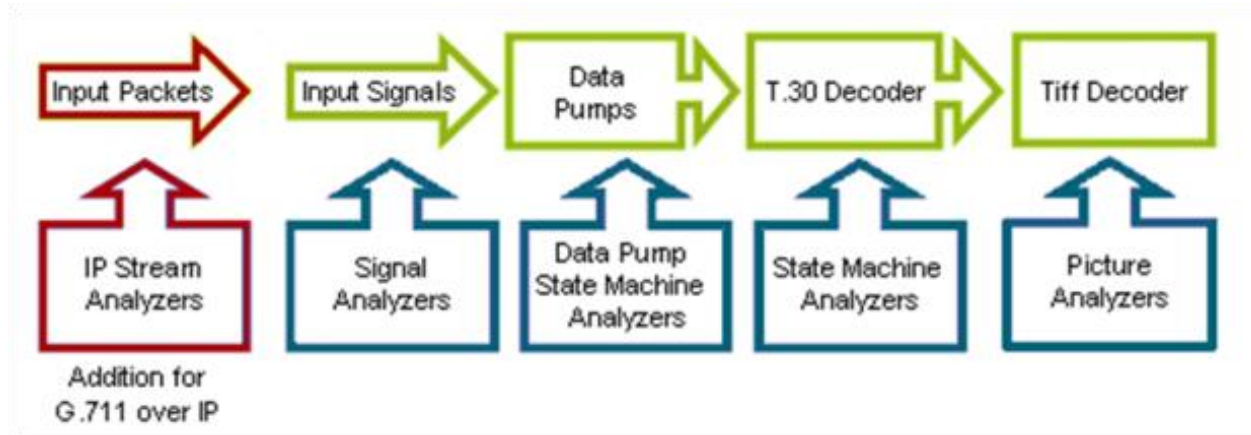 Input Packets
Input Signals
Data
Pumps
T.30 Decoder
Tiff Decoder
IP Stream
Analyzers
Signal
Analyzers
Data Pump
State Machine
Analyzers
State Machine
Analyzers
Picture
Analyzers
Addition for
G.711 over IP